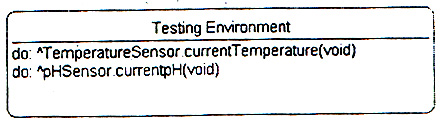 Testing Environment
do: ^TemperatureSensor.currentTemperature(void)
do: ^pHSensor.currentpH(void)